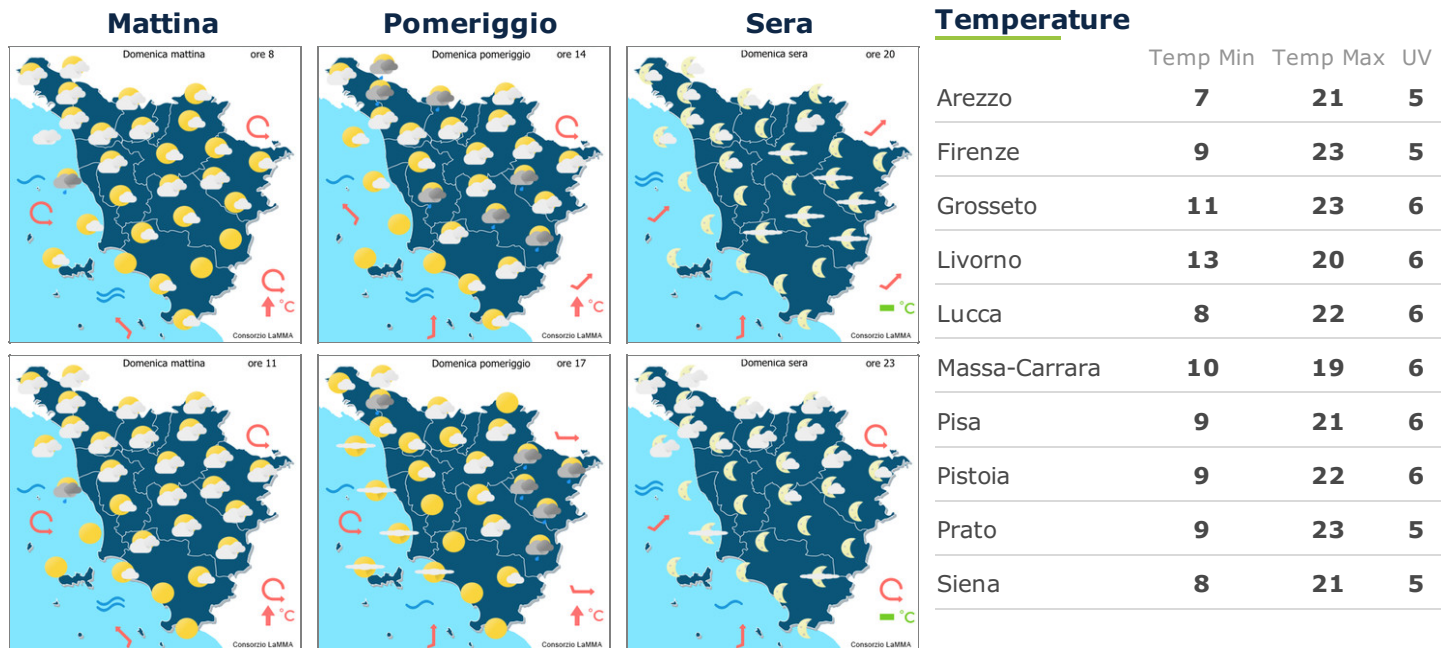 Mattina
Pomeriggio
Sera
Domenica mattina ore 8
°C
Consorzio LaMMA
Domenica pomeriggio ore 14
°C
Consorzio LaMMA
Domenica sera ore 20
°C
Consorzio LaMMA
Domenica mattina ore 11
°C
Consorzio LaMMA
Domenica pomeriggio ore 17
°C
Consorzio LaMMA
Domenica sera ore 23
°C
Consorzio LaMMA
Temperature
Temp Min Temp Max UV
Arezzo 7 21 5
Firenze 9 23 5
Grosseto 11 23 6
Livorno 13 20 6
Lucca 8 22 6
Massa-Carrara 10 19 6
Pisa 9 21 6
Pistoia 9 22 6
Prato 9 23 5
Siena 8 21 5